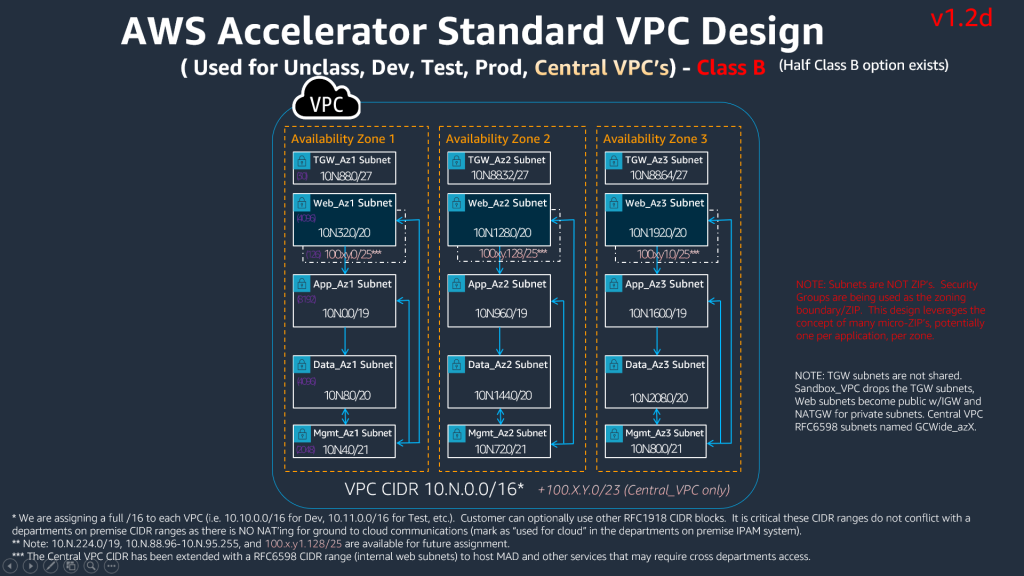 v1.2d
AWS Accelerator Standard VPC Design
( Used for Unclass, Dev, Test, Prod, Central VPC's) – Class B (Half Class B option exists)
VPC
Availability Zone 1
Availability Zone 2
Availability Zone 3
TGW_Az1 Subnet
10.N.88.0/27
TGW_Az2 Subnet
10.N.88.32/27
TGW_Az3 Subnet
10.N.88.64/27
Web_Az1 Subnet
(4096)
10.N.32.0/20
Web_Az2 Subnet
10.N.128.0/20
Web_Az3 Subnet
10.N.192.0/20
100.x.y.0/25***
100.x.y.128/25***
100.x.y1.0/25***
App_Az1 Subnet
(8192)
10.N.0.0/19
App_Az2 Subnet
10.N.96.0/19
App_Az3 Subnet
10.N.160.0/19
Data_Az1 Subnet
(4096)
10.N.8.0/20
Data_Az2 Subnet
10.N.144.0/20
Data_Az3 Subnet
10.N.208.0/20
Mgmt_Az1 Subnet
(2048)
10.N.4.0/21
Mgmt_Az2 Subnet
10.N.72.0/21
Mgmt_Az3 Subnet
10.N.80.0/21
VPC CIDR 10.N.0.0/16* +100.X.Y.0/23 (Central_VPC only)
NOTE: Subnets are NOT ZIP's. Security
Groups are being used as the zoning
boundary/ZIP. This design leverages the
concept of many micro-ZIP's, potentially
one per application, per zone.
NOTE: TGW subnets are not shared.
Sandbox_VPC drops the TGW subnets,
Web subnets become public w/IGW and
NATGW for private subnets. Central VPC
RFC6598 subnets named GCWide_azX.
* We are assigning a full /16 to each VPC (i.e. 10.10.0.0/16 for Dev, 10.11.0.0/16 for Test, etc.). Customer can optionally use other RFC1918 CIDR blocks. It is critical these CIDR ranges do not conflict with a
departments on premise CIDR ranges as there is NO NAT'ing for ground to cloud communications (mark as "used for cloud" in the departments on premise IPAM system).
** Note: 10.N.224.0/19, 10.N.88.96-10.N.95.255, and 100.x.y1.128/25 are available for future assignment.
*** The Central VPC CIDR has been extended with a RFC6598 CIDR range (internal web subnets) to host MAD and other services that may require cross departments access.